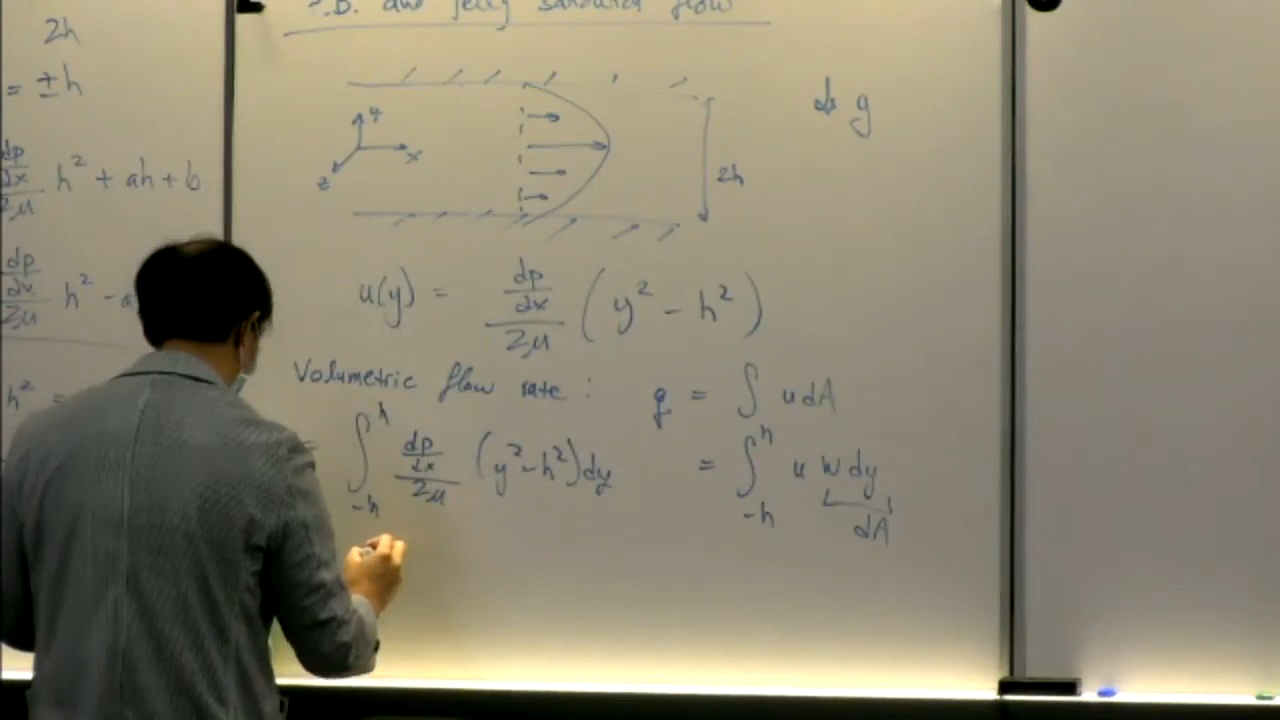 2h
= ±h
dp/dx / 2μ h² + ah + b
dp/dx / 2μ h² - a
h² =
P.B. and jelly sandwich flow
y
x
z
2h
g
u(y) = dp/dx / 2μ (y² - h²)
Volumetric flow rate : q = ∫ u dA
∫_{-h}^{h} dp/dx / 2μ (y² - h²) dy
= ∫_{-h}^{h} u w dy
dA